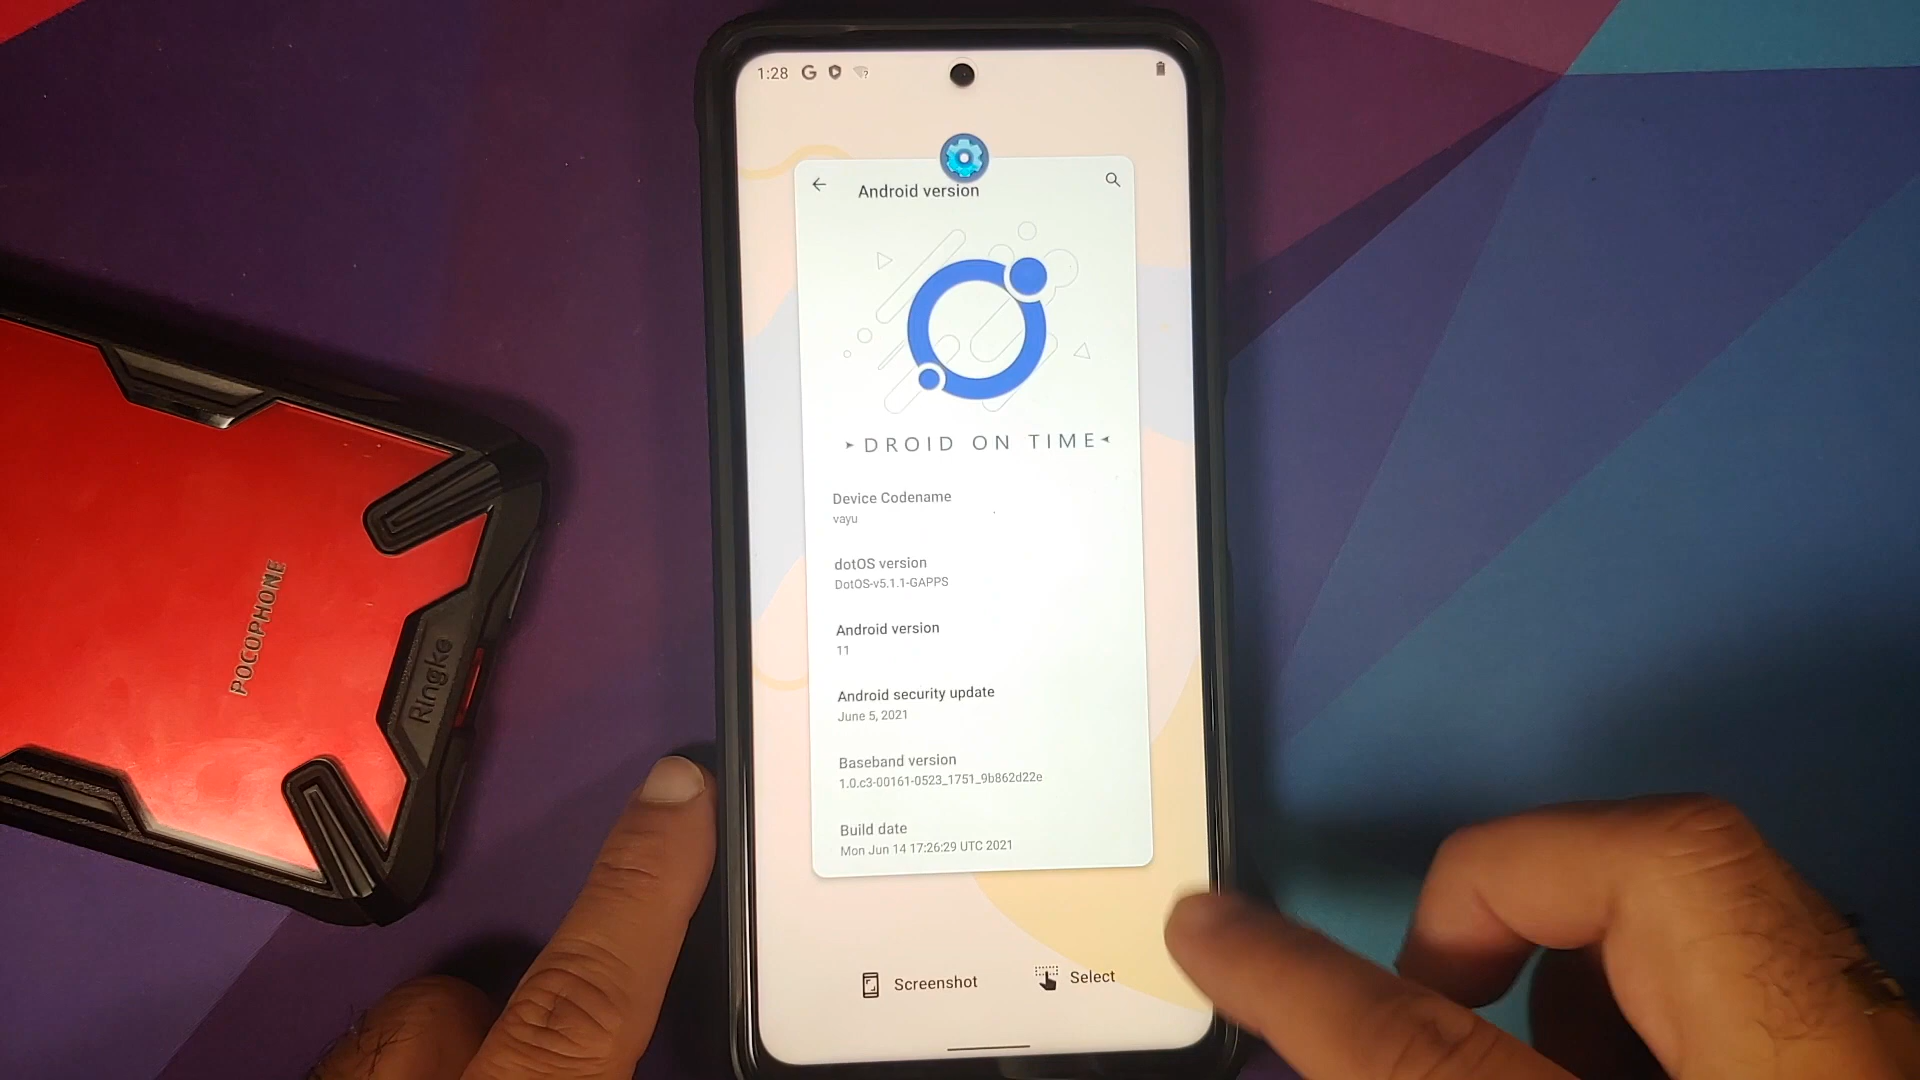 1:28
Android version
DROID ON TIME
Device Codename
vayu
dotOS version
DotOS-v5.1.1-GAPPS
Android version
11
Android security update
June 5, 2021
Baseband version
1.0.c3-00161-0523_1751_9b862d22e
Build date
Mon Jun 14 17:26:29 UTC 2021
Screenshot
Select
POCOPHONE
Ringke